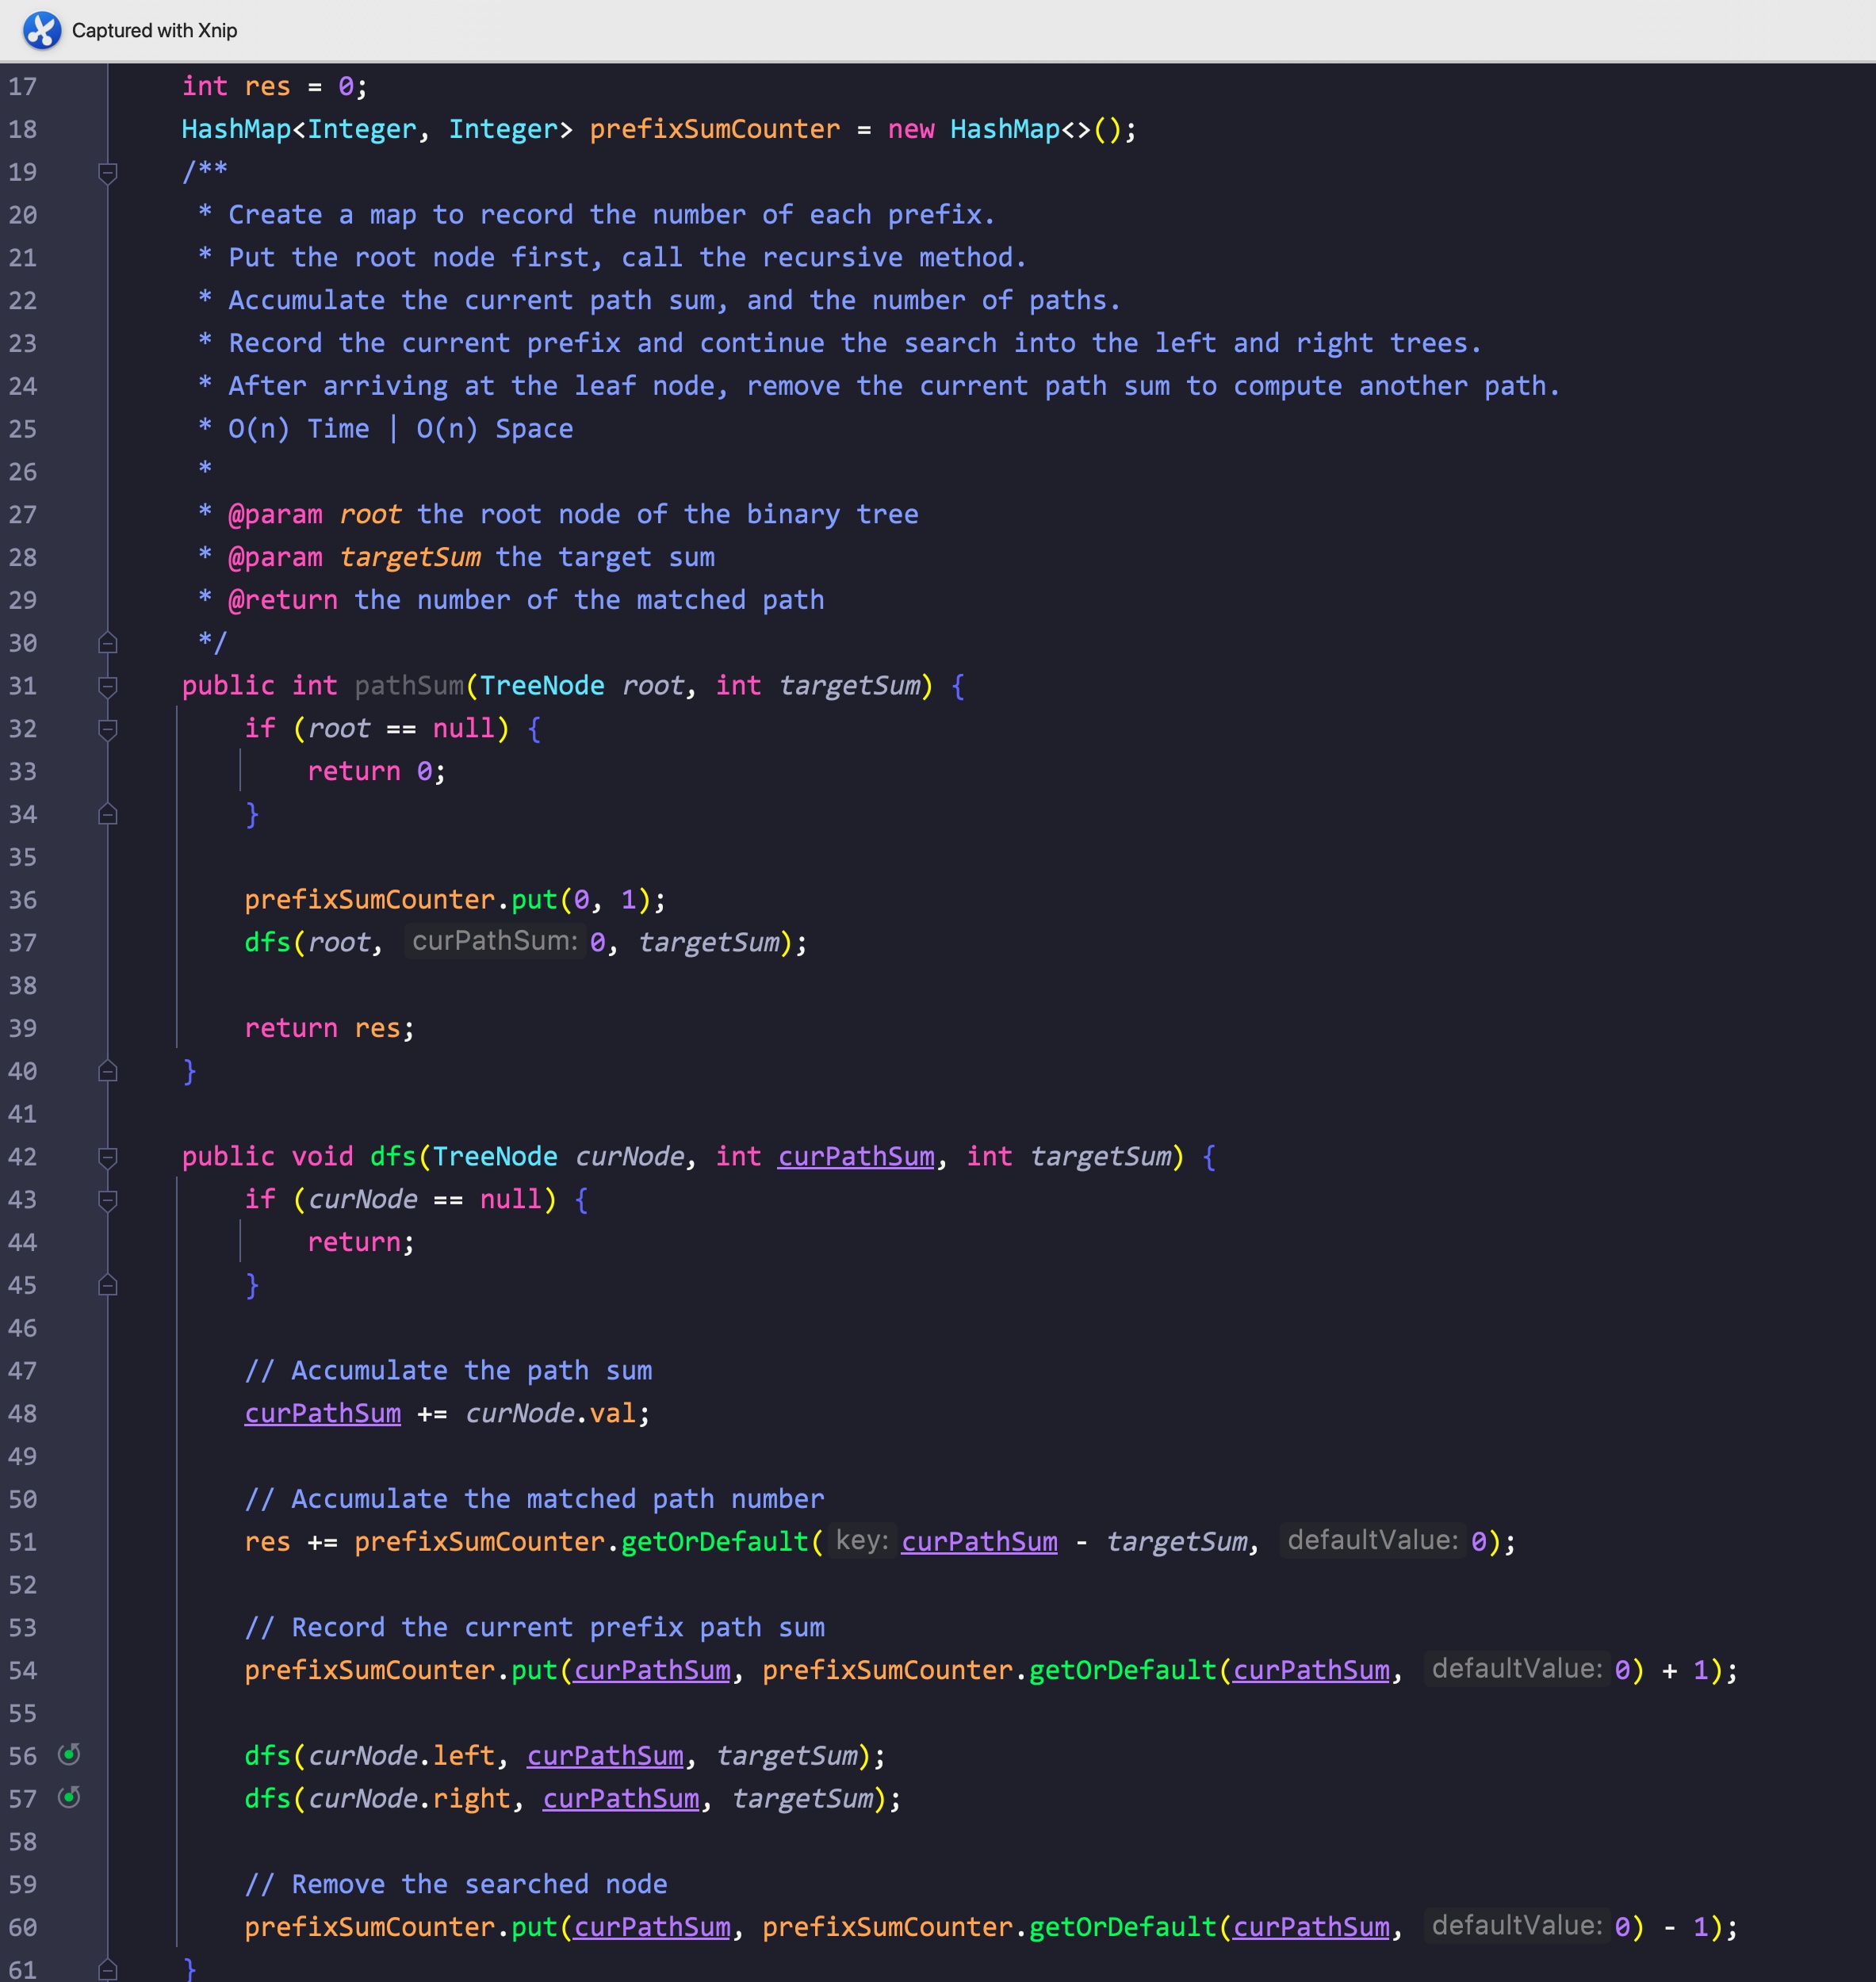 Captured with Xnip
17 int res = 0;
18 HashMap<Integer, Integer> prefixSumCounter = new HashMap<>();
19 /**
20 * Create a map to record the number of each prefix.
21 * Put the root node first, call the recursive method.
22 * Accumulate the current path sum, and the number of paths.
23 * Record the current prefix and continue the search into the left and right trees.
24 * After arriving at the leaf node, remove the current path sum to compute another path.
25 * O(n) Time | O(n) Space
26 *
27 * @param root the root node of the binary tree
28 * @param targetSum the target sum
29 * @return the number of the matched path
30 */
31 public int pathSum(TreeNode root, int targetSum) {
32 if (root == null) {
33 return 0;
34 }
35
36 prefixSumCounter.put(0, 1);
37 dfs(root, curPathSum: 0, targetSum);
38
39 return res;
40 }
41
42 public void dfs(TreeNode curNode, int curPathSum, int targetSum) {
43 if (curNode == null) {
44 return;
45 }
46
47 // Accumulate the path sum
48 curPathSum += curNode.val;
49
50 // Accumulate the matched path number
51 res += prefixSumCounter.getOrDefault( key: curPathSum - targetSum, defaultValue: 0);
52
53 // Record the current prefix path sum
54 prefixSumCounter.put(curPathSum, prefixSumCounter.getOrDefault(curPathSum, defaultValue: 0) + 1);
55
56 dfs(curNode.left, curPathSum, targetSum);
57 dfs(curNode.right, curPathSum, targetSum);
58
59 // Remove the searched node
60 prefixSumCounter.put(curPathSum, prefixSumCounter.getOrDefault(curPathSum, defaultValue: 0) - 1);
61 }